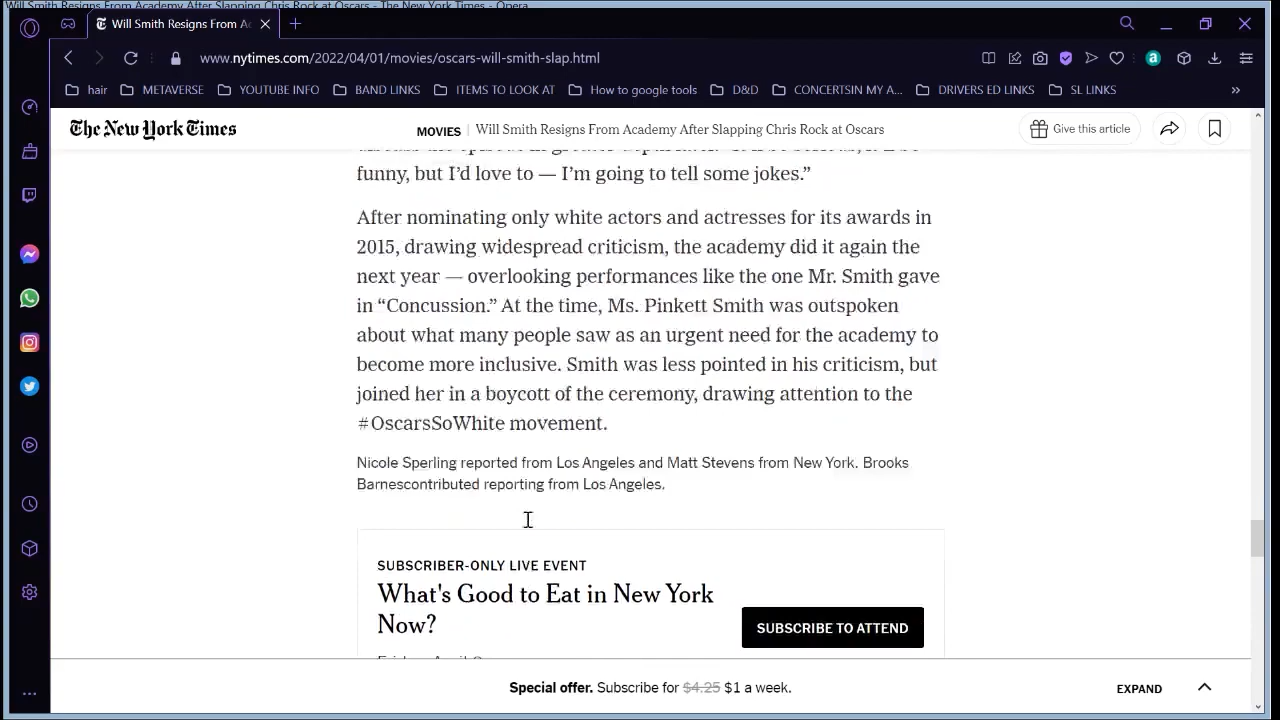 Will Smith Resigns From Academy After Slapping Chris Rock at Oscars - The New York Times - Opera
Will Smith Resigns From A
www.nytimes.com/2022/04/01/movies/oscars-will-smith-slap.html
hair METAVERSE YOUTUBE INFO BAND LINKS ITEMS TO LOOK AT How to google tools D&D CONCERTSIN MY A... DRIVERS ED LINKS SL LINKS
The New York Times MOVIES Will Smith Resigns From Academy After Slapping Chris Rock at Oscars Give this article
funny, but I’d love to — I’m going to tell some jokes.”
After nominating only white actors and actresses for its awards in
2015, drawing widespread criticism, the academy did it again the
next year — overlooking performances like the one Mr. Smith gave
in “Concussion.” At the time, Ms. Pinkett Smith was outspoken
about what many people saw as an urgent need for the academy to
become more inclusive. Smith was less pointed in his criticism, but
joined her in a boycott of the ceremony, drawing attention to the
#OscarsSoWhite movement.
Nicole Sperling reported from Los Angeles and Matt Stevens from New York. Brooks
Barnescontributed reporting from Los Angeles.
SUBSCRIBER-ONLY LIVE EVENT
What's Good to Eat in New York
Now?
SUBSCRIBE TO ATTEND
Special offer. Subscribe for $4.25 $1 a week.
EXPAND